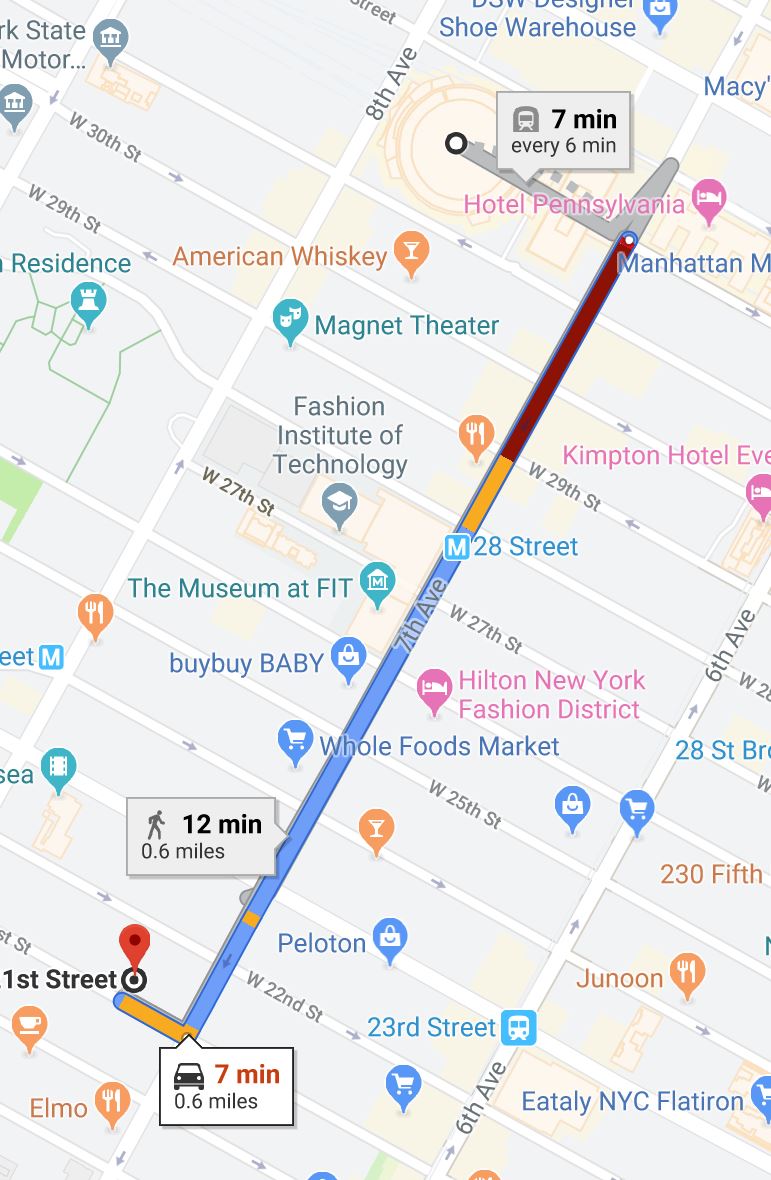 Street
DSW Designer
Shoe Warehouse
rk State
Motor...
8th Ave
Macy'
7 min
every 6 min
W 30th St
W 29th St
Hotel Pennsylvania
n Residence
American Whiskey
Manhattan M
Magnet Theater
Fashion
Institute of
Technology
Kimpton Hotel Eve
W 27th St
W 29th St
M
28 Street
The Museum at FIT
M
7th Ave
W 27th St
6th Ave
eet
M
buybuy BABY
Hilton New York
Fashion District
W 28
Whole Foods Market
28 St Bro
sea
W 25th St
12 min
0.6 miles
230 Fifth
Peloton
st St
1st Street
Junoon
W 22nd St
23rd Street
7 min
0.6 miles
Elmo
6th Ave
Eataly NYC Flatiron